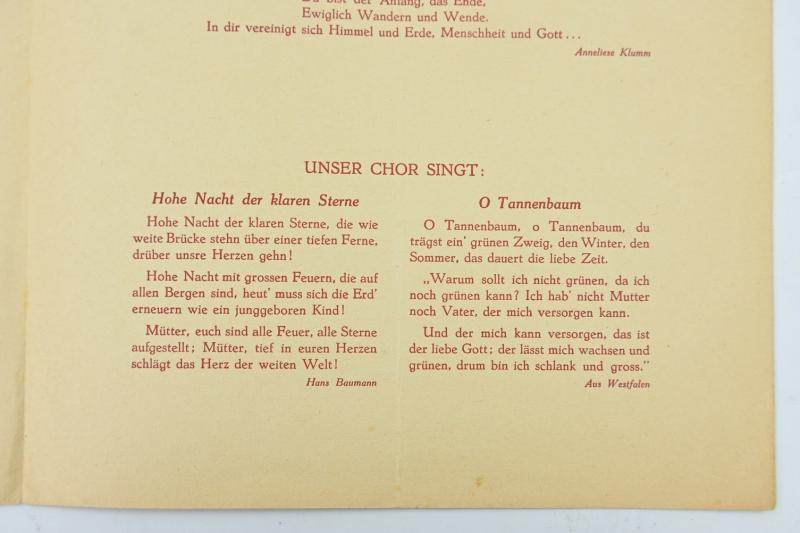 Du bist der Anfang, das Ende,
Ewiglich Wandern und Wende.
In dir vereinigt sich Himmel und Erde, Menschheit und Gott...
Anneliese Klumm
UNSER CHOR SINGT:
Hohe Nacht der klaren Sterne
Hohe Nacht der klaren Sterne, die wie
weite Brücke stehn über einer tiefen Ferne,
drüber unsre Herzen gehn!
Hohe Nacht mit grossen Feuern, die auf
allen Bergen sind, heut' muss sich die Erd'
erneuern wie ein junggeboren Kind!
Mütter, euch sind alle Feuer, alle Sterne
aufgestellt; Mütter, tief in euren Herzen
schlägt das Herz der weiten Welt!
Hans Baumann
O Tannenbaum
O Tannenbaum, o Tannenbaum, du
trägst ein' grünen Zweig, den Winter, den
Sommer, das dauert die liebe Zeit.
„Warum sollt ich nicht grünen, da ich
noch grünen kann? Ich hab' nicht Mutter
noch Vater, der mich versorgen kann.
Und der mich kann versorgen, das ist
der liebe Gott; der lässt mich wachsen und
grünen, drum bin ich schlank und gross."
Aus Westfalen